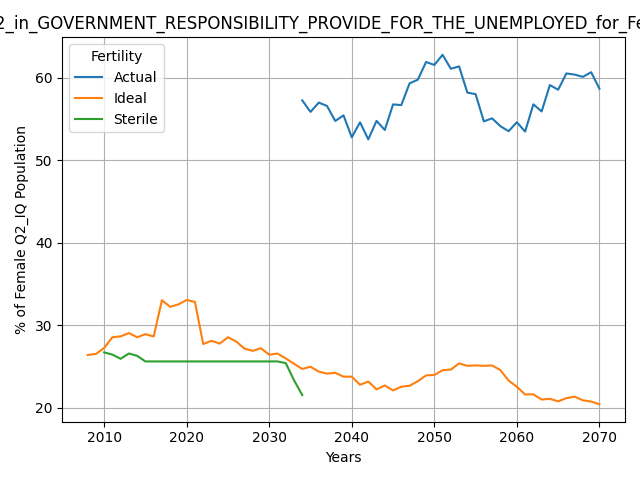 2_in_GOVERNMENT_RESPONSIBILITY_PROVIDE_FOR_THE_UNEMPLOYED_for_Fe
Fertility
Actual
Ideal
Sterile
% of Female Q2_IQ Population
60
50
40
30
20
2010 2020 2030 2040 2050 2060 2070
Years